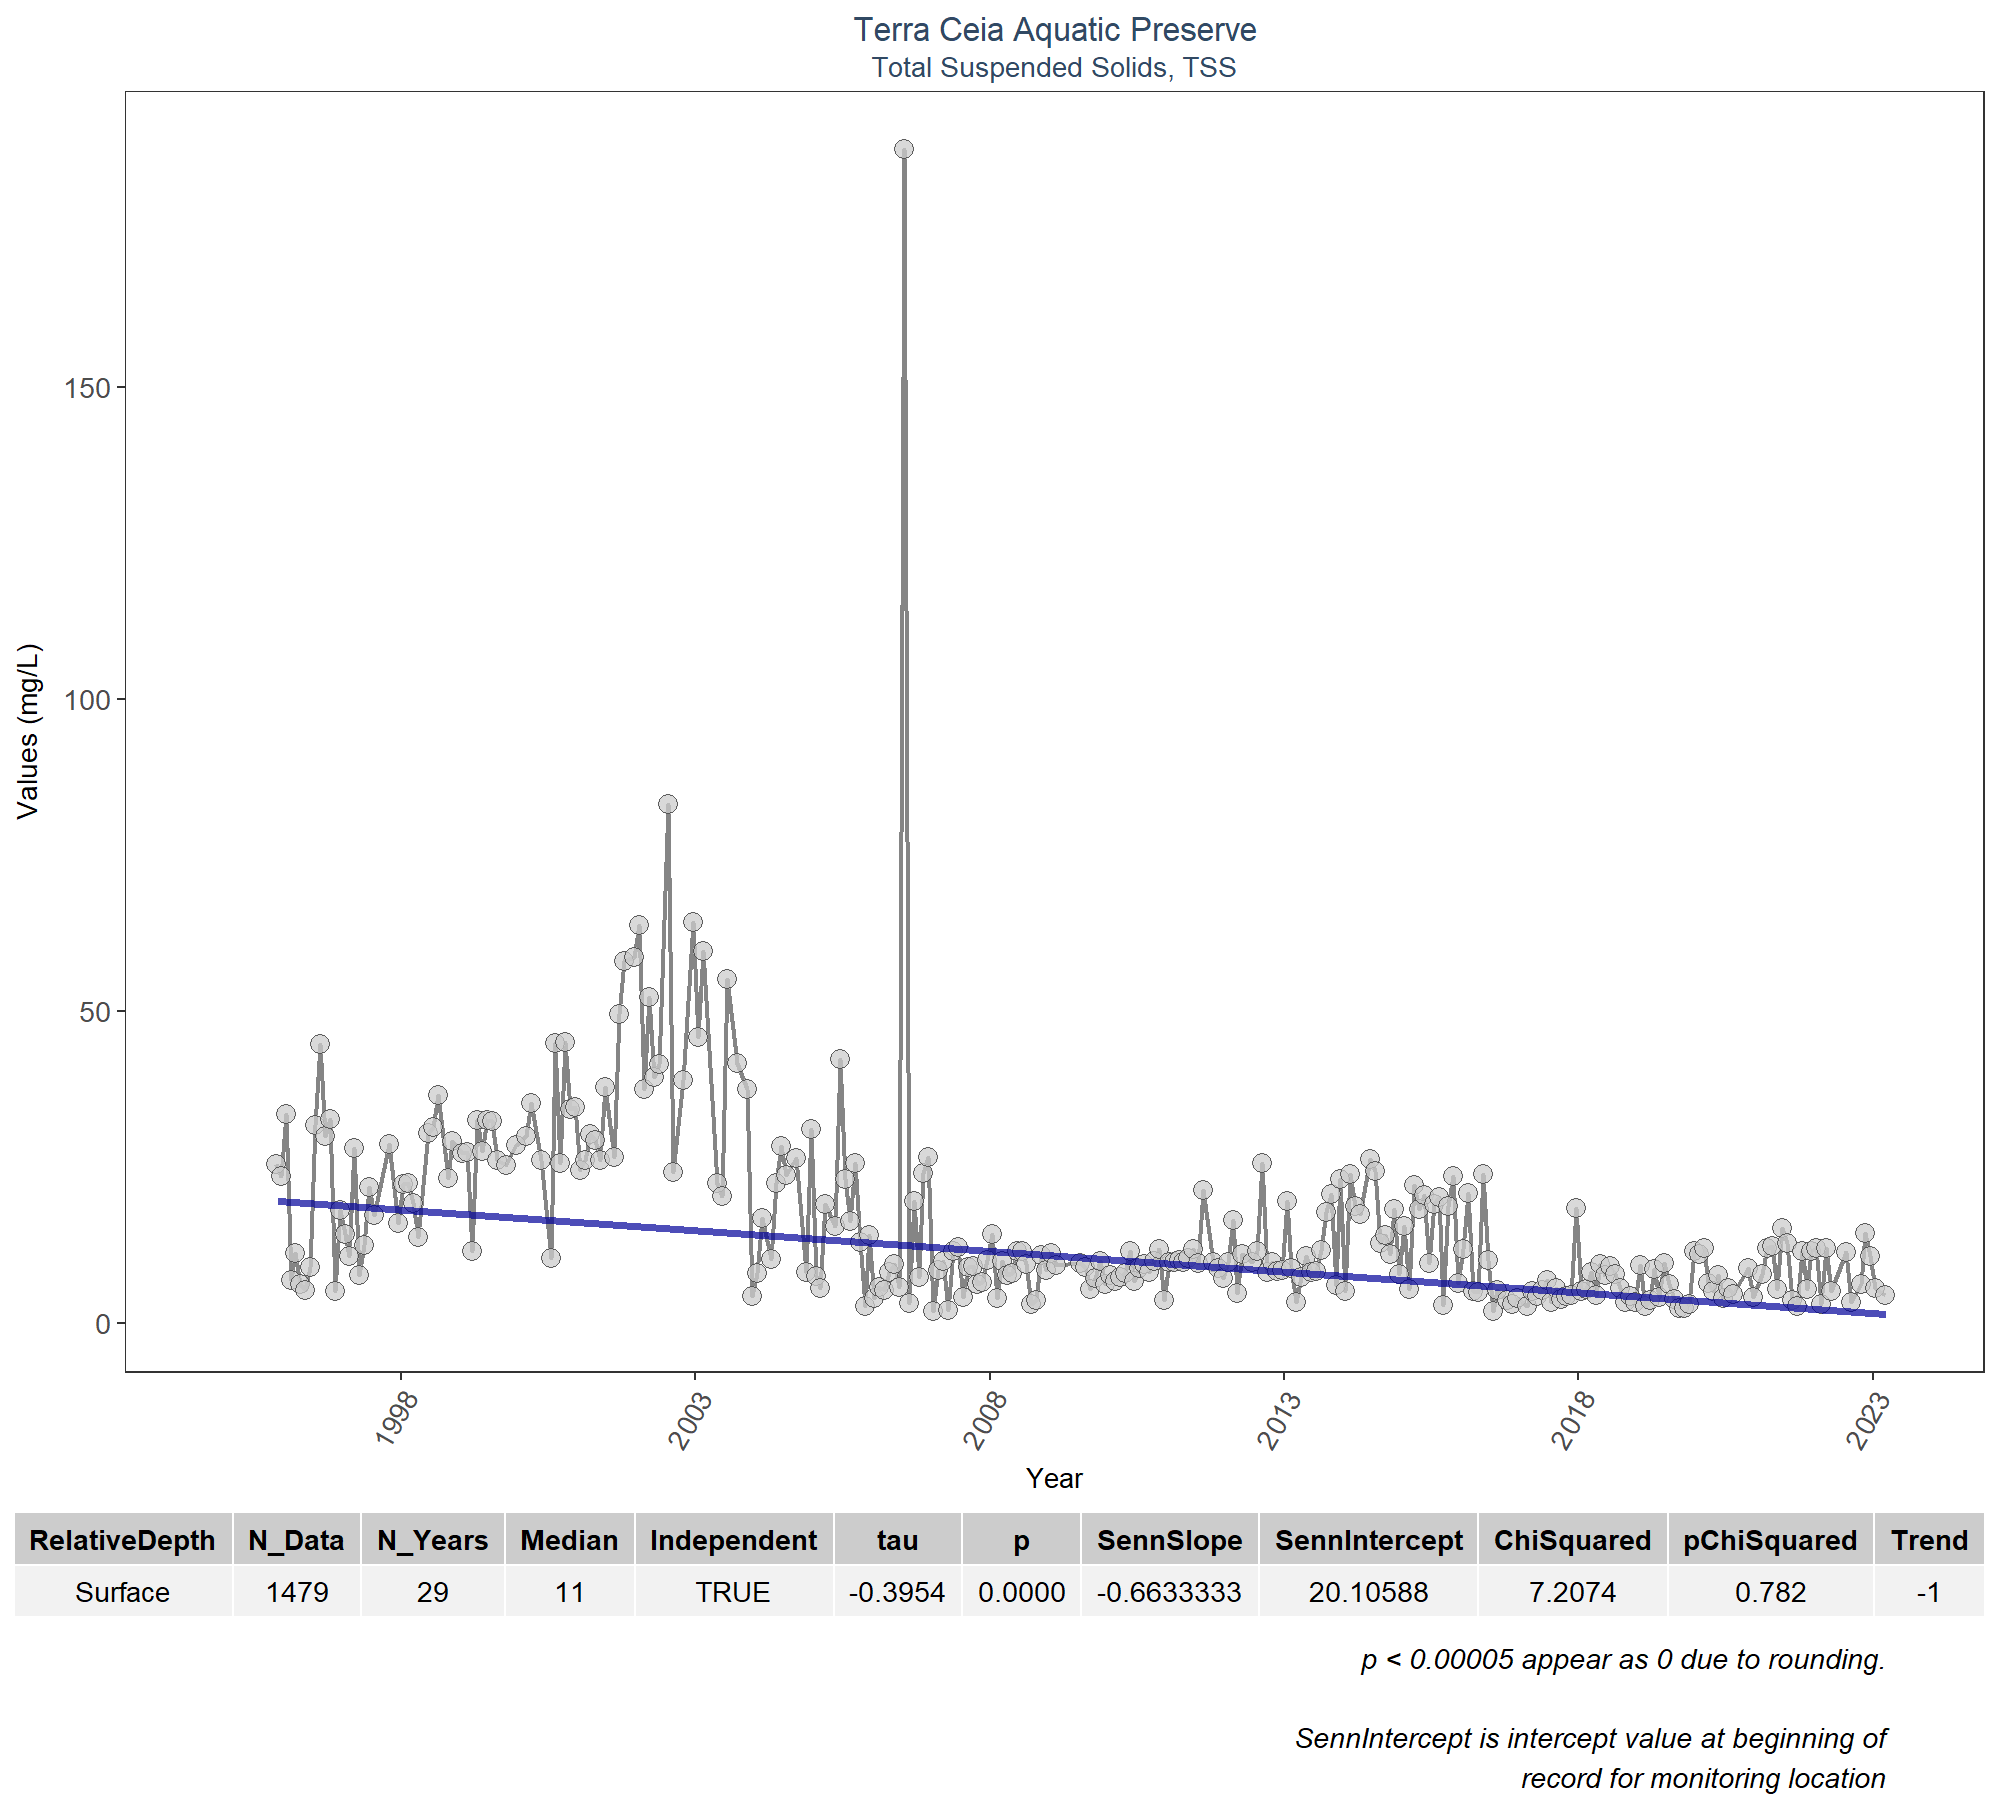 Terra Ceia Aquatic Preserve
Total Suspended Solids, TSS
Values (mg/L)
150
100
50
0
1998
2003
2008
2013
2018
2023
Year
RelativeDepth N_Data N_Years Median Independent tau p SennSlope SennIntercept ChiSquared pChiSquared Trend
Surface 1479 29 11 TRUE -0.3954 0.0000 -0.6633333 20.10588 7.2074 0.782 -1
p < 0.00005 appear as 0 due to rounding.
SennIntercept is intercept value at beginning of
record for monitoring location